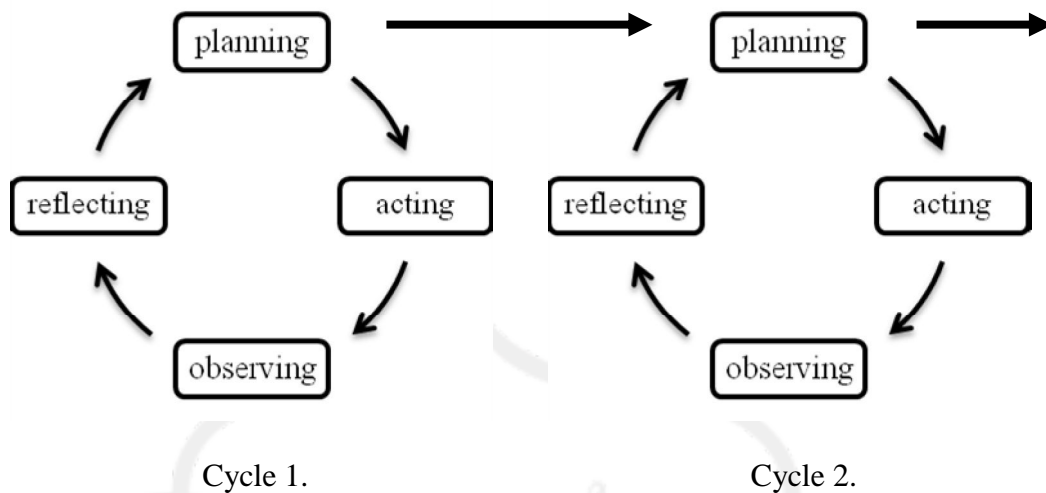 planning
planning
reflecting
acting
reflecting
acting
observing
observing
Cycle 1.
Cycle 2.